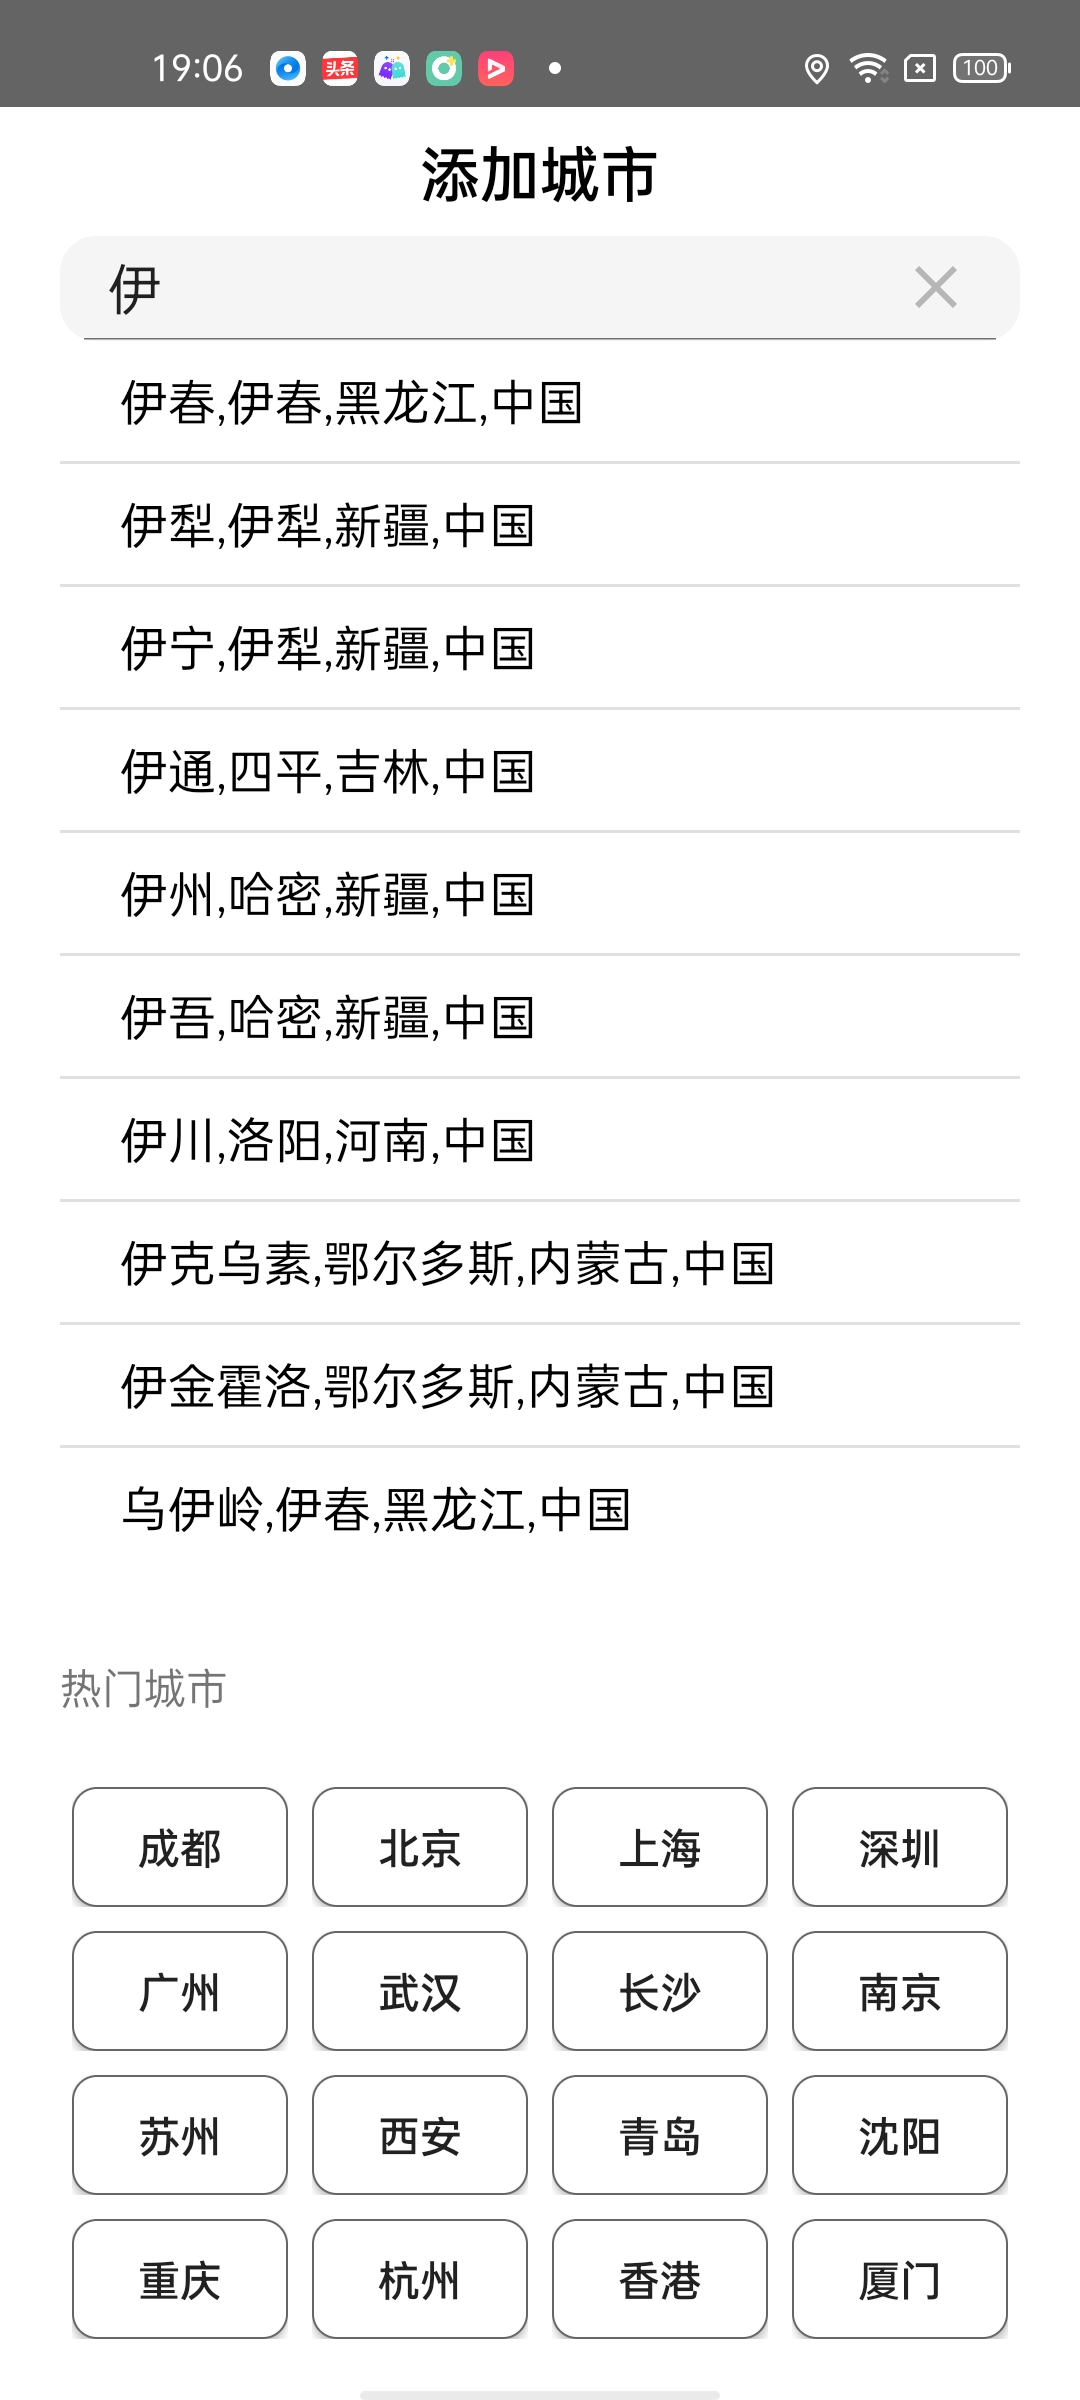 19:06 头条 100
添加城市
伊
伊春,伊春,黑龙江,中国
伊犁,伊犁,新疆,中国
伊宁,伊犁,新疆,中国
伊通,四平,吉林,中国
伊州,哈密,新疆,中国
伊吾,哈密,新疆,中国
伊川,洛阳,河南,中国
伊克乌素,鄂尔多斯,内蒙古,中国
伊金霍洛,鄂尔多斯,内蒙古,中国
乌伊岭,伊春,黑龙江,中国
热门城市
成都 北京 上海 深圳
广州 武汉 长沙 南京
苏州 西安 青岛 沈阳
重庆 杭州 香港 厦门